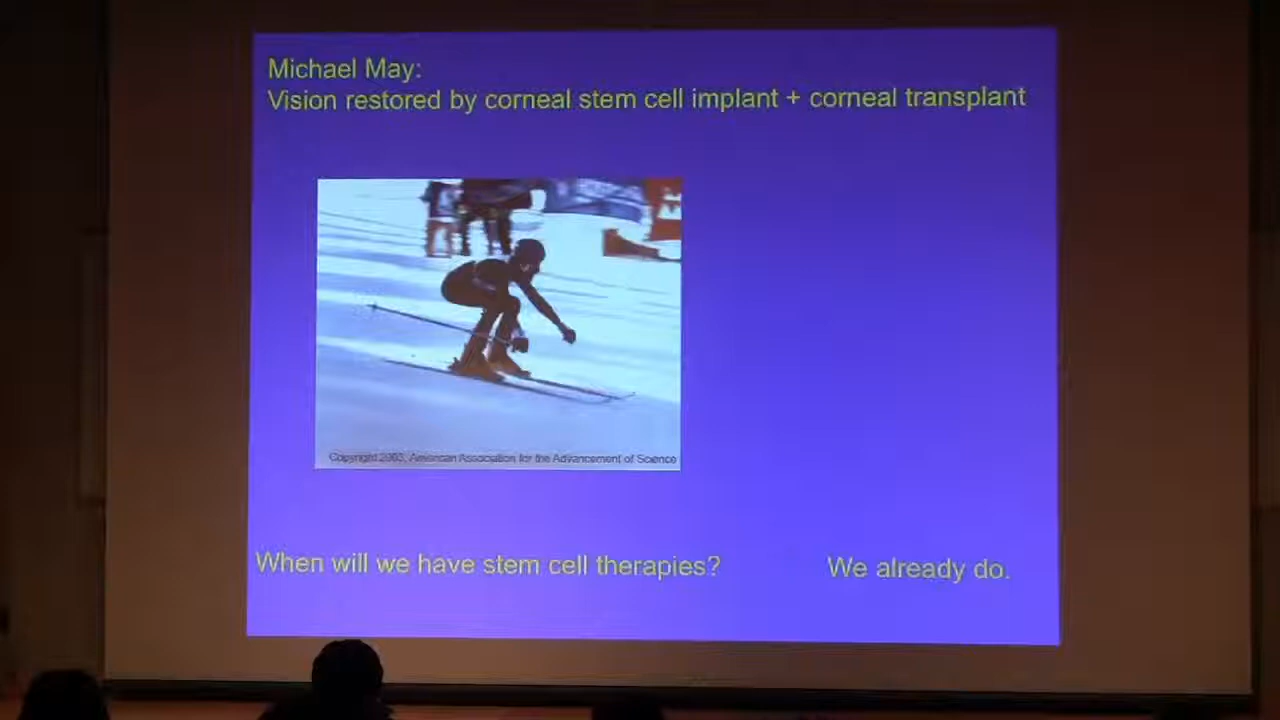 Michael May:
Vision restored by corneal stem cell implant + corneal transplant
Copyright 2003, American Association for the Advancement of Science
When will we have stem cell therapies? We already do.